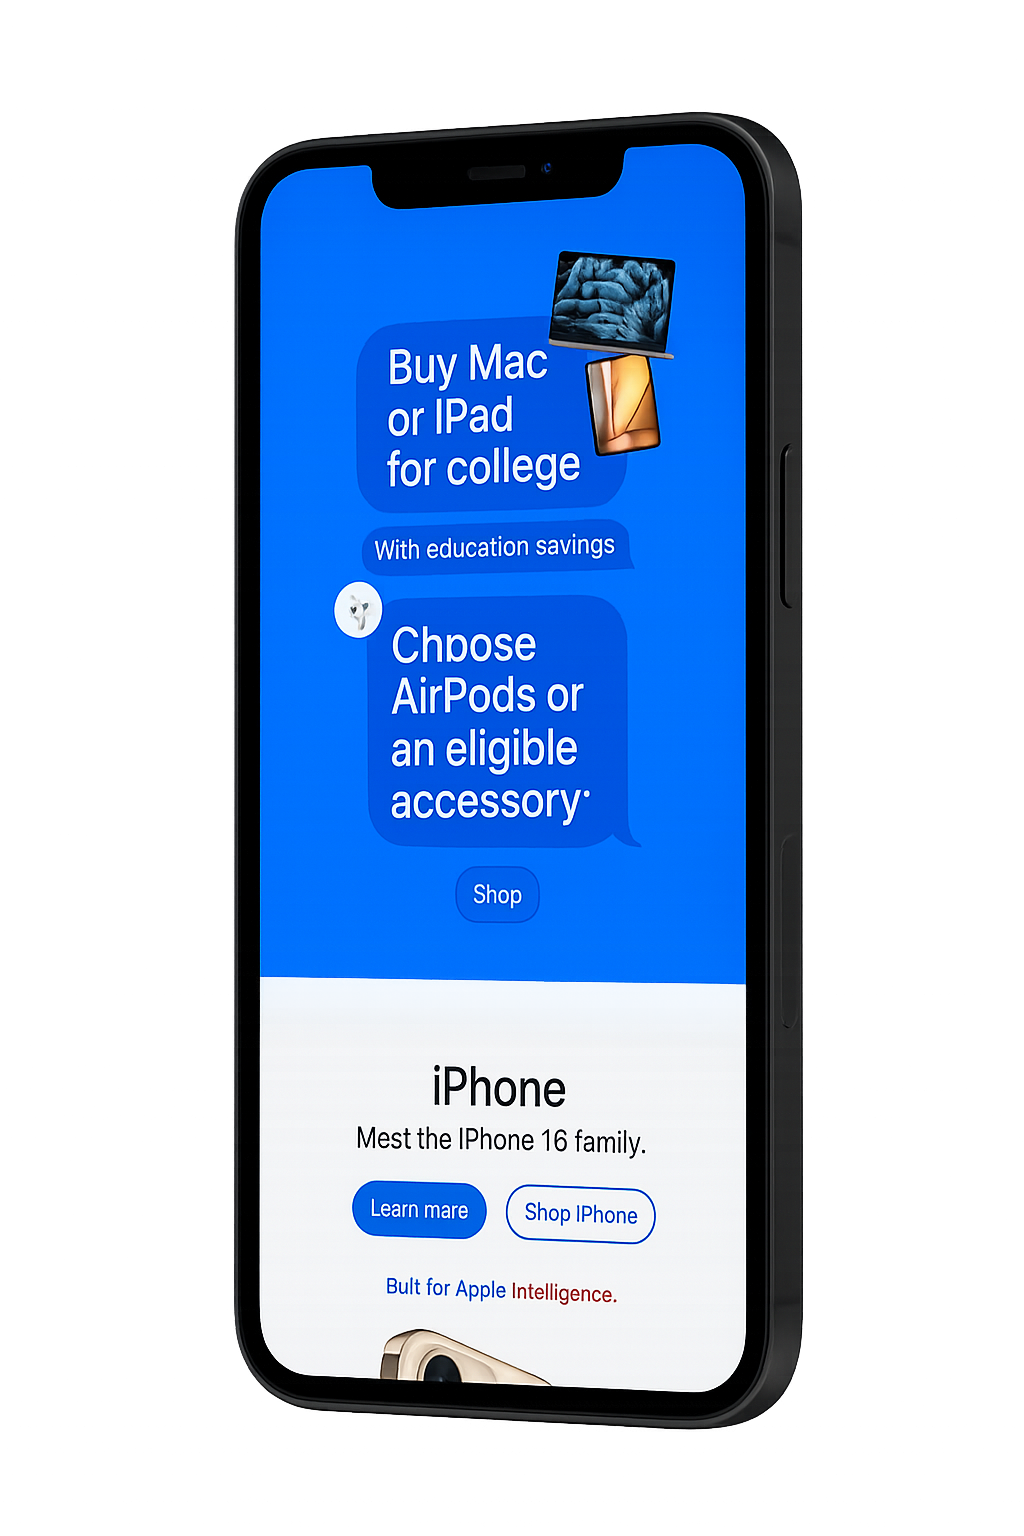 Buy Mac
or IPad
for college
With education savings
Chpose
AirPods or
an eligible
accessory·
Shop
iPhone
Mest the IPhone 16 family.
Learn mare
Shop IPhone
Bult for Apple Intelligence.